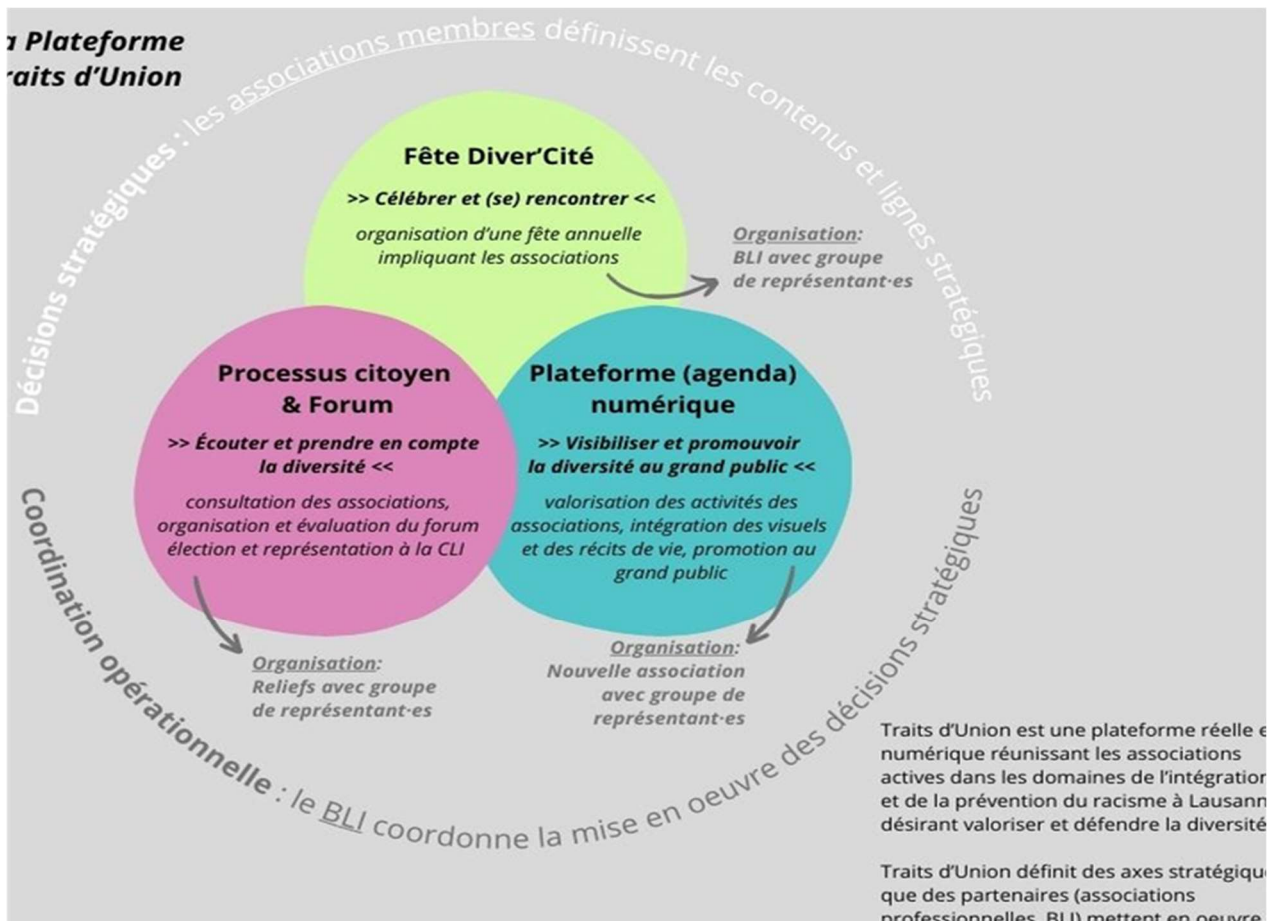 a Plateforme
raits d'Union
Décisions stratégiques : les associations membres définissent les contenus et lignes stratégiques
Fête Diver'Cité
>> Célébrer et (se) rencontrer <<
organisation d'une fête annuelle
impliquant les associations
Organisation:
BLI avec groupe
de représentant·es
Processus citoyen
& Forum
>> Écouter et prendre en compte
la diversité <<
consultation des associations,
organisation et évaluation du forum
élection et représentation à la CLI
Organisation:
Reliefs avec groupe
de représentant·es
Plateforme (agenda)
numérique
>> Visibiliser et promouvoir
la diversité au grand public <<
valorisation des activités des
associations, intégration des visuels
et des récits de vie, promotion au
grand public
Organisation:
Nouvelle association
avec groupe de
représentant·es
Coordination opérationnelle : le BLI coordonne la mise en oeuvre des décisions stratégiques
Traits d'Union est une plateforme réelle e
numérique réunissant les associations
actives dans les domaines de l'intégration
et de la prévention du racisme à Lausann
désirant valoriser et défendre la diversité
Traits d'Union définit des axes stratégiqu
que des partenaires (associations
professionnelles, BLI) mettent en oeuvre